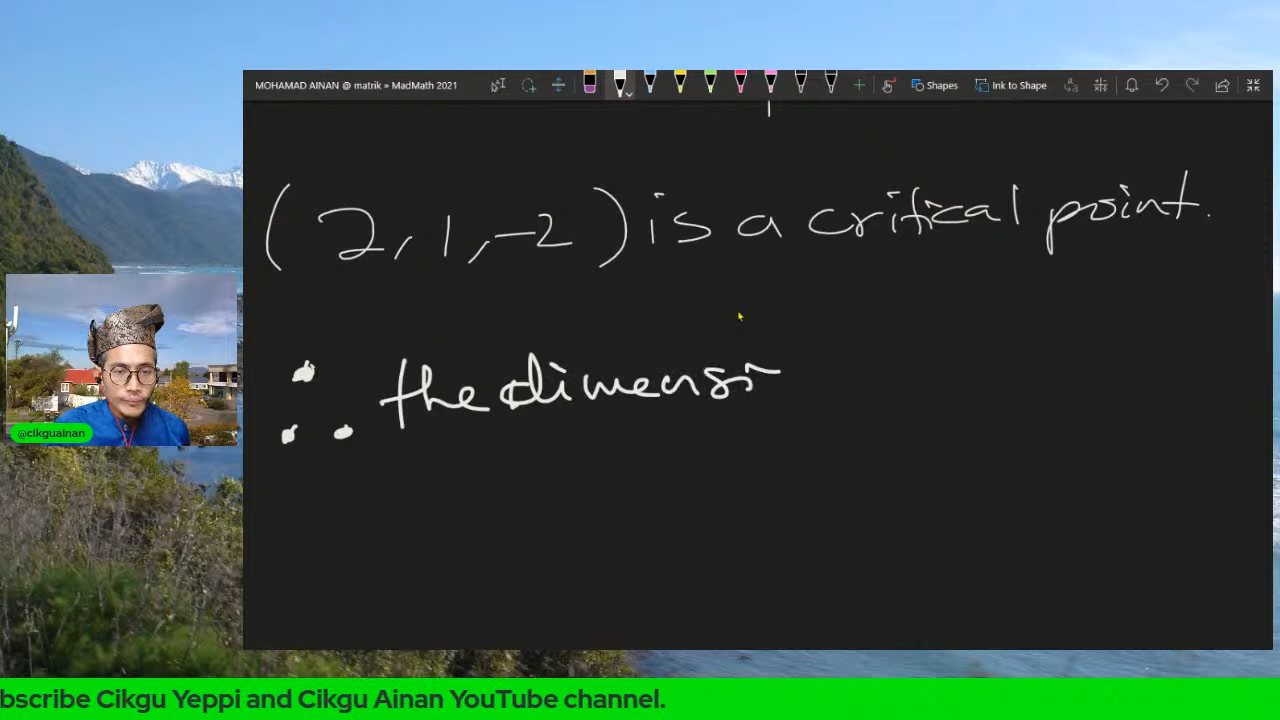 MOHAMAD AINAN @ matrik » MadMath 2021
Shapes
Ink to Shape
(2, 1, -2) is a critical point.
∴ the dimensi
@cikguainan
bscribe Cikgu Yeppi and Cikgu Ainan YouTube channel.